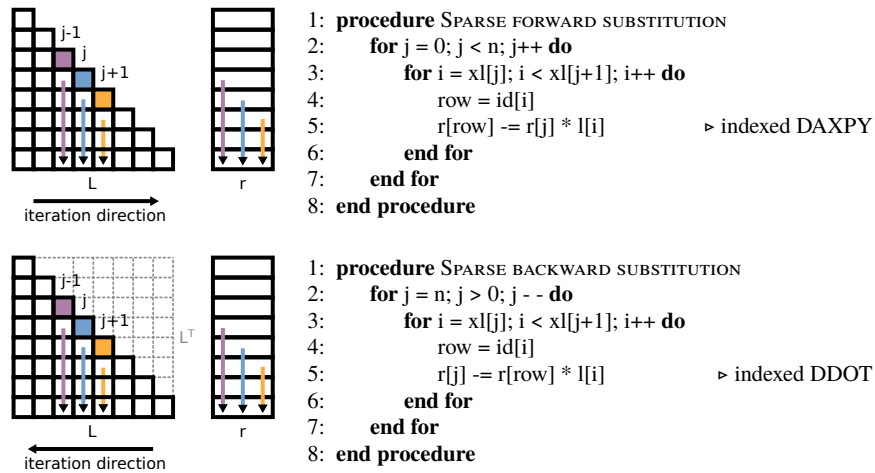 j-1
j
j+1
L
r
iteration direction
1: procedure SPARSE FORWARD SUBSTITUTION
2: for j = 0; j < n; j++ do
3: for i = xl[j]; i < xl[j+1]; i++ do
4: row = id[i]
5: r[row] -= r[j] * l[i] ▹ indexed DAXPY
6: end for
7: end for
8: end procedure
j-1
j
j+1
L^T
L
r
iteration direction
1: procedure SPARSE BACKWARD SUBSTITUTION
2: for j = n; j > 0; j - - do
3: for i = xl[j]; i < xl[j+1]; i++ do
4: row = id[i]
5: r[j] -= r[row] * l[i] ▹ indexed DDOT
6: end for
7: end for
8: end procedure